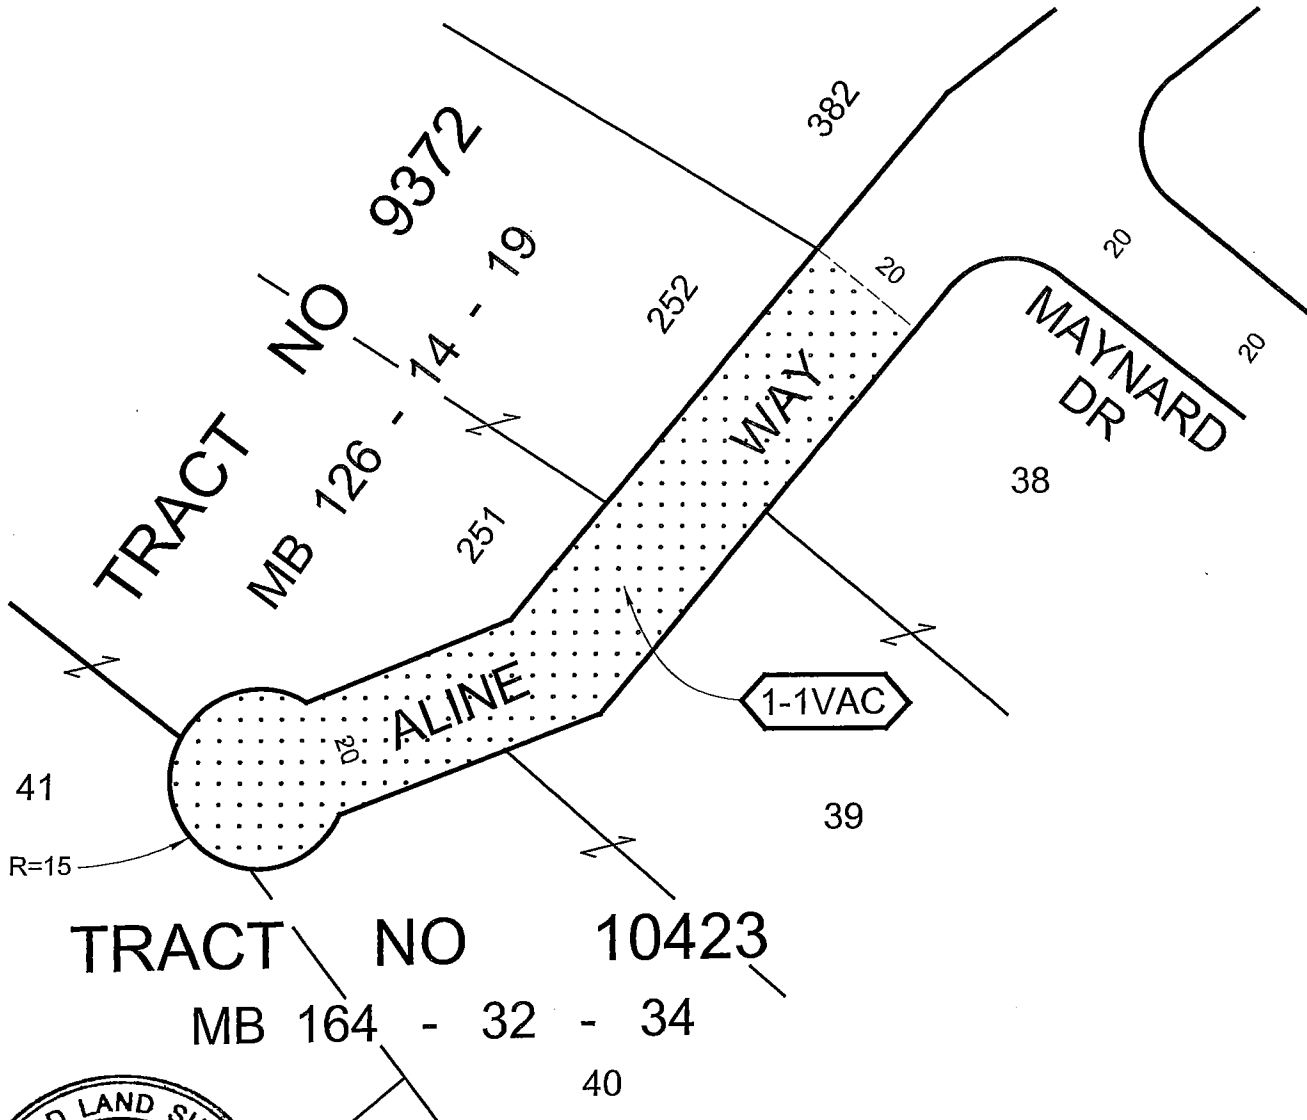 382
TRACT NO 9372
MB 126 - 14 - 19
252
20
20
20
MAYNARD
DR
WAY
251
38
ALINE
20
1-1VAC
41
39
R=15
TRACT NO 10423
MB 164 - 32 - 34
40
LAND